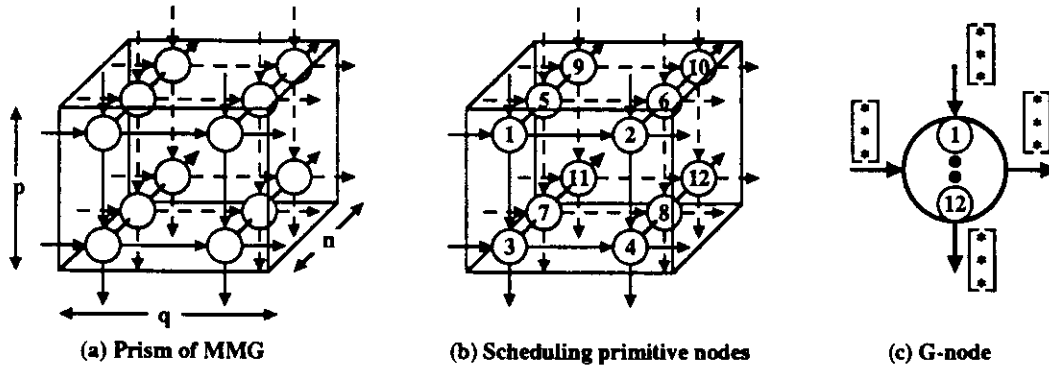 9 10
5 6
1 2
11 12
7 8
3 4
p
n
q
* * *
* * *
* * *
* * *
1
12
(a) Prism of MMG
(b) Scheduling primitive nodes
(c) G-node